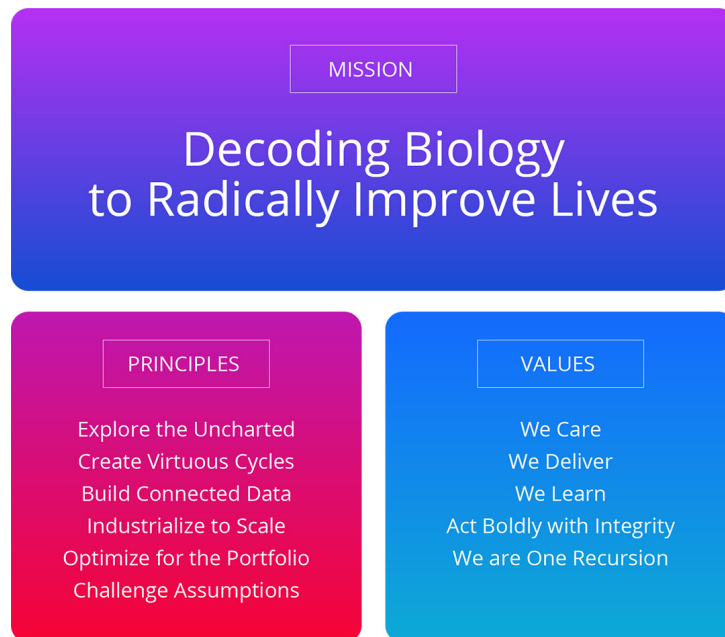 MISSION
Decoding Biology
to Radically Improve Lives
PRINCIPLES
Explore the Uncharted
Create Virtuous Cycles
Build Connected Data
Industrialize to Scale
Optimize for the Portfolio
Challenge Assumptions
VALUES
We Care
We Deliver
We Learn
Act Boldly with Integrity
We are One Recursion